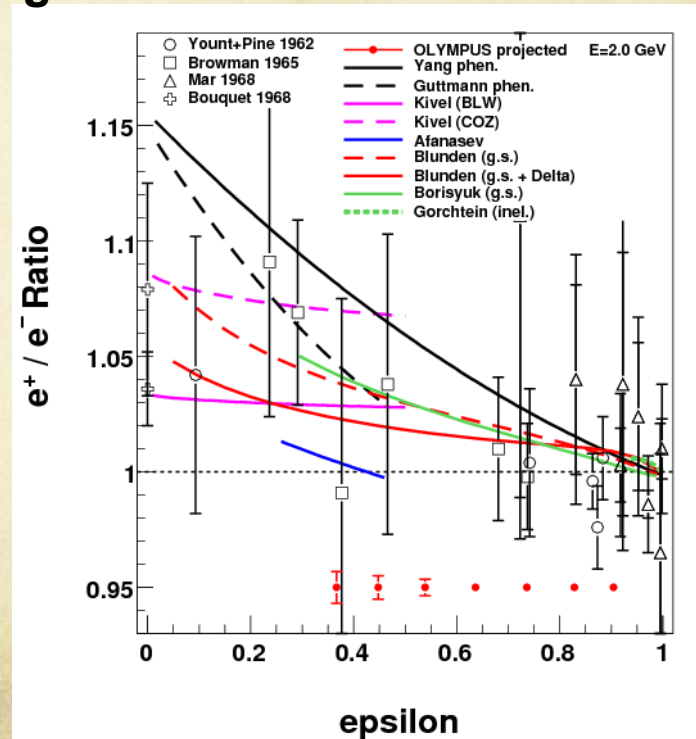 Yount+Pine 1962
Browman 1965
Mar 1968
Bouquet 1968
OLYMPUS projected E=2.0 GeV
Yang phen.
Guttmann phen.
Kivel (BLW)
Kivel (COZ)
Afanasev
Blunden (g.s.)
Blunden (g.s. + Delta)
Borisyuk (g.s.)
Gorchtein (inel.)
e⁺ / e⁻ Ratio
1.15
1.1
1.05
1
0.95
0 0.2 0.4 0.6 0.8 1
epsilon